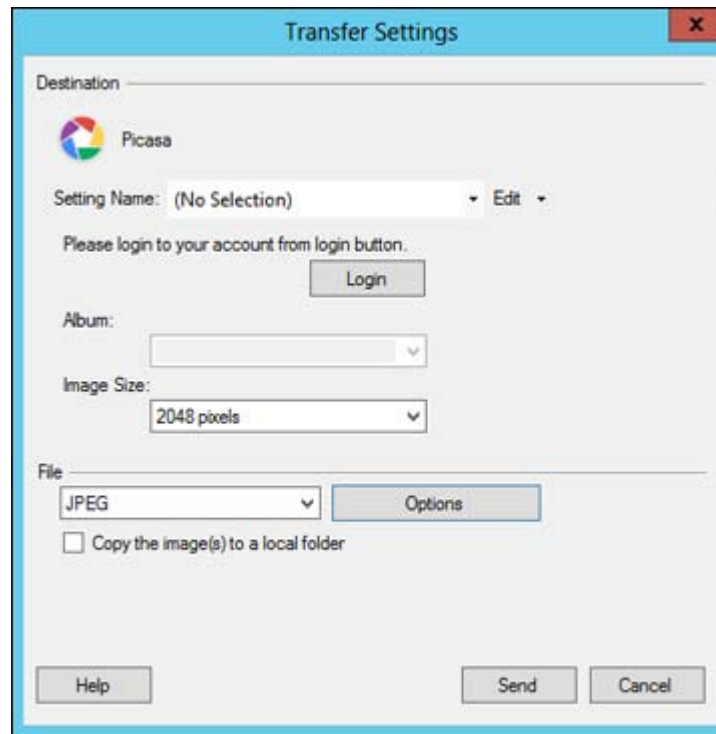 Transfer Settings
x
Destination
Picasa
Setting Name: (No Selection) Edit
Please login to your account from login button.
Login
Album:
Image Size:
2048 pixels
File
JPEG Options
Copy the image(s) to a local folder
Help Send Cancel